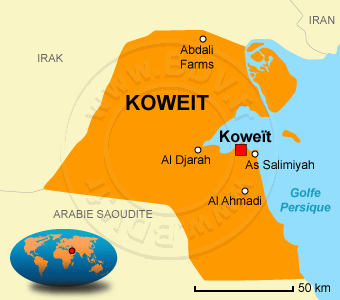 IRAN
IRAK
Abdali
Farms
KOWEIT
Koweït
Al Djarah
As Salimiyah
Al Ahmadi
Golfe
Persique
ARABIE SAOUDITE
50 km